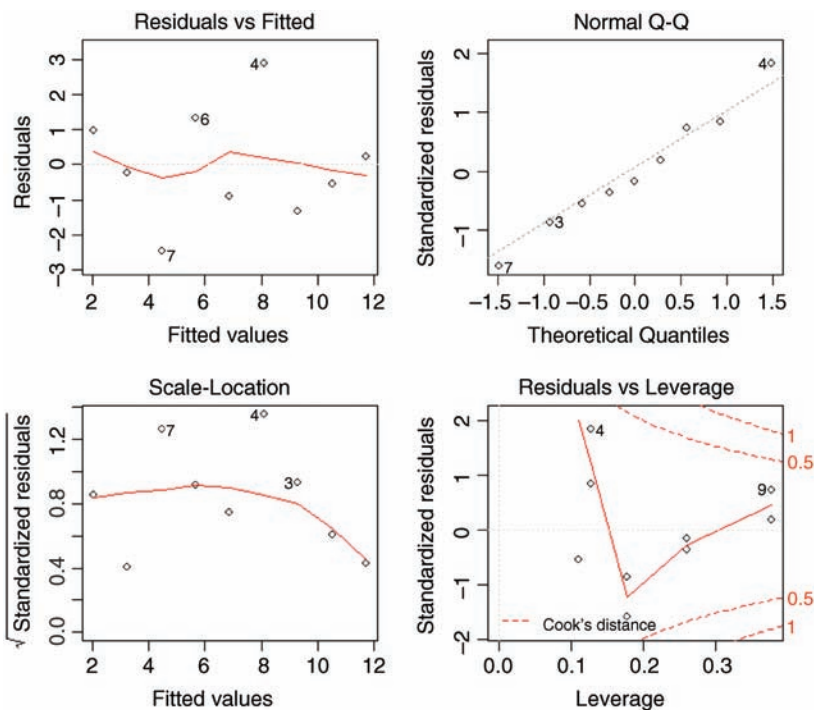 Residuals vs Fitted
Residuals
3
2
1
0
−1
−2
−3
4
6
7
2 4 6 8 10 12
Fitted values
Normal Q-Q
Standardized residuals
2
1
0
−1
4
3
7
−1.5 −1.0 −0.5 0.0 0.5 1.0 1.5
Theoretical Quantiles
Scale-Location
√ Standardized residuals
1.2
0.8
0.4
0.0
7
4
3
2 4 6 8 10 12
Fitted values
Residuals vs Leverage
Standardized residuals
2
1
0
−1
−2
4
9
1
0.5
0.5
1
Cook's distance
0.0 0.1 0.2 0.3
Leverage